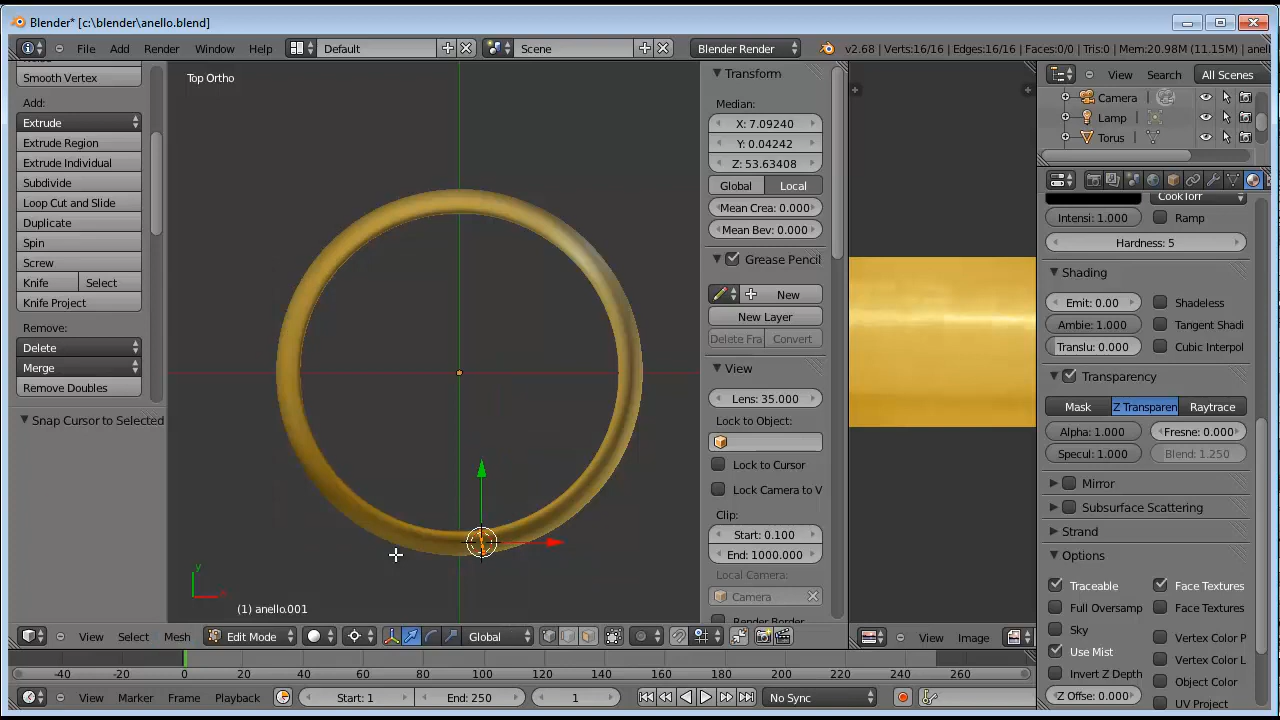 Blender* [c:\blender\anello.blend]
File Add Render Window Help Default Scene Blender Render v2.68 | Verts:16/16 | Edges:16/16 | Faces:0/0 | Tris:0 | Mem:20.98M (11.15M) | anell
Smooth Vertex
Add:
Extrude
Extrude Region
Extrude Individual
Subdivide
Loop Cut and Slide
Duplicate
Spin
Screw
Knife Select
Knife Project
Remove:
Delete
Merge
Remove Doubles
Snap Cursor to Selected
Top Ortho
y
(1) anello.001
Transform
Median:
X: 7.09240
Y: 0.04242
Z: 53.63408
Global Local
Mean Crea: 0.000
Mean Bev: 0.000
Grease Pencil
New
New Layer
Delete Fra Convert
View
Lens: 35.000
Lock to Object:
Lock to Cursor
Lock Camera to V
Clip:
Start: 0.100
End: 1000.000
Local Camera:
Camera
Render Border
View Search All Scenes
Camera
Lamp
Torus
CookTorr
Intensi: 1.000 Ramp
Hardness: 5
Shading
Emit: 0.00 Shadeless
Ambie: 1.000 Tangent Shadi
Translu: 0.000 Cubic Interpol
Transparency
Mask Z Transparen Raytrace
Alpha: 1.000 Fresne: 0.000
Specul: 1.000 Blend: 1.250
Mirror
Subsurface Scattering
Strand
Options
Traceable Face Textures
Full Oversamp Face Textures
Sky Vertex Color P
Use Mist Vertex Color L
Invert Z Depth Object Color
Z Offse: 0.000 UV Project
View Select Mesh Edit Mode Global
View Image
-40 -20 0 20 40 60 80 100 120 140 160 180 200 220 240 260
View Marker Frame Playback Start: 1 End: 250 1 No Sync